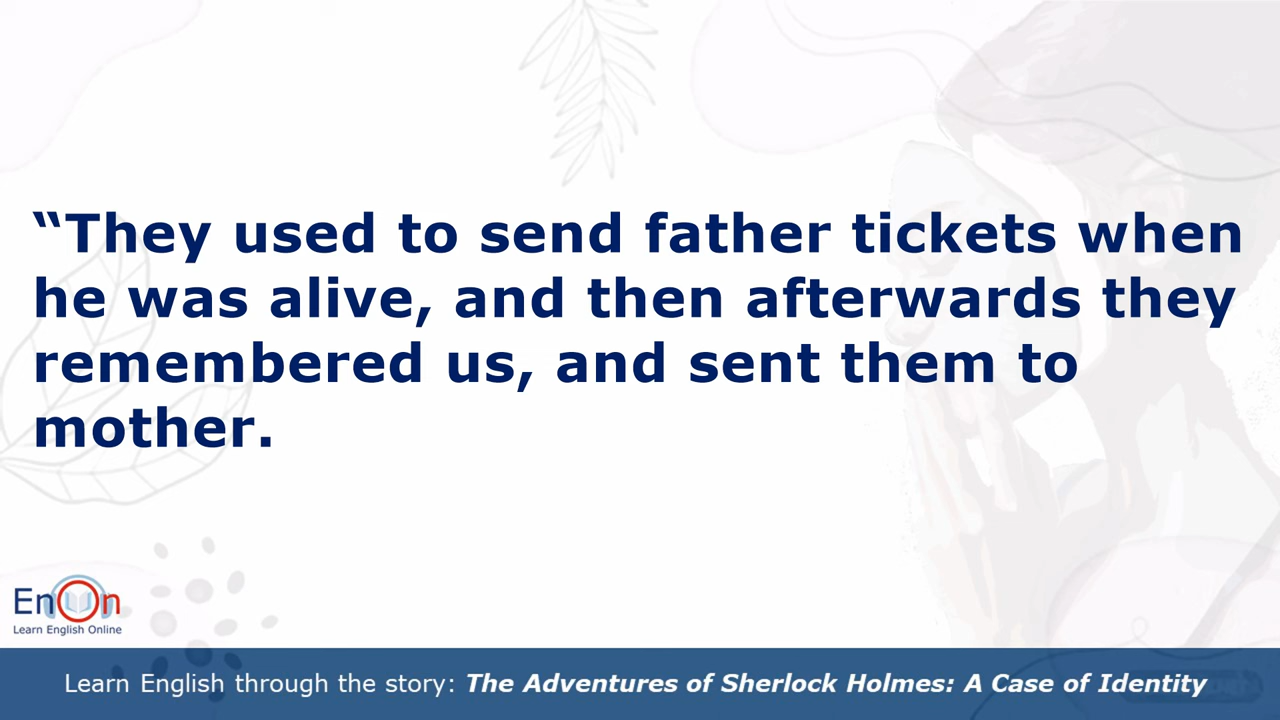 “They used to send father tickets when
he was alive, and then afterwards they
remembered us, and sent them to
mother.
EnOn
Learn English Online
Learn English through the story: The Adventures of Sherlock Holmes: A Case of Identity